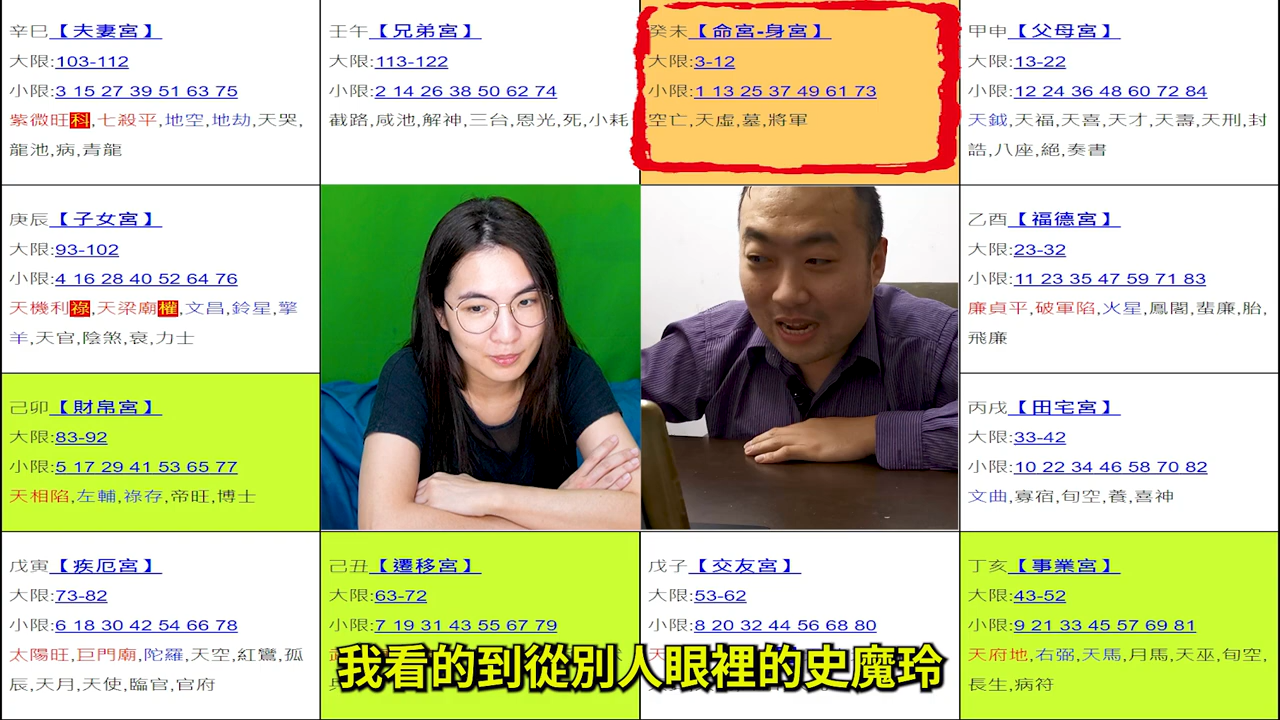 辛巳【夫妻宮】
大限:103-112
小限:3 15 27 39 51 63 75
紫微旺科,七殺平,地空,地劫,天哭,
龍池,病,青龍
壬午【兄弟宮】
大限:113-122
小限:2 14 26 38 50 62 74
截路,咸池,解神,三台,恩光,死,小耗
癸未【命宮-身宮】
大限:3-12
小限:1 13 25 37 49 61 73
空亡,天虛,墓,將軍
甲申【父母宮】
大限:13-22
小限:12 24 36 48 60 72 84
天鉞,天福,天喜,天才,天壽,天刑,封
誥,八座,絕,奏書
庚辰【子女宮】
大限:93-102
小限:4 16 28 40 52 64 76
天機利祿,天梁廟權,文昌,鈴星,擎
羊,天官,陰煞,衰,力士
乙酉【福德宮】
大限:23-32
小限:11 23 35 47 59 71 83
廉貞平,破軍陷,火星,鳳閣,蜚廉,胎,
飛廉
己卯【財帛宮】
大限:83-92
小限:5 17 29 41 53 65 77
天相陷,左輔,祿存,帝旺,博士
丙戌【田宅宮】
大限:33-42
小限:10 22 34 46 58 70 82
文曲,寡宿,旬空,養,喜神
戊寅【疾厄宮】
大限:73-82
小限:6 18 30 42 54 66 78
太陽旺,巨門廟,陀羅,天空,紅鸞,孤
辰,天月,天使,臨官,官府
己丑【遷移宮】
大限:63-72
小限:7 19 31 43 55 67 79
戊子【交友宮】
大限:53-62
小限:8 20 32 44 56 68 80
丁亥【事業宮】
大限:43-52
小限:9 21 33 45 57 69 81
天府地,右弼,天馬,月馬,天巫,旬空,
長生,病符
我看的到從別人眼裡的史魔玲